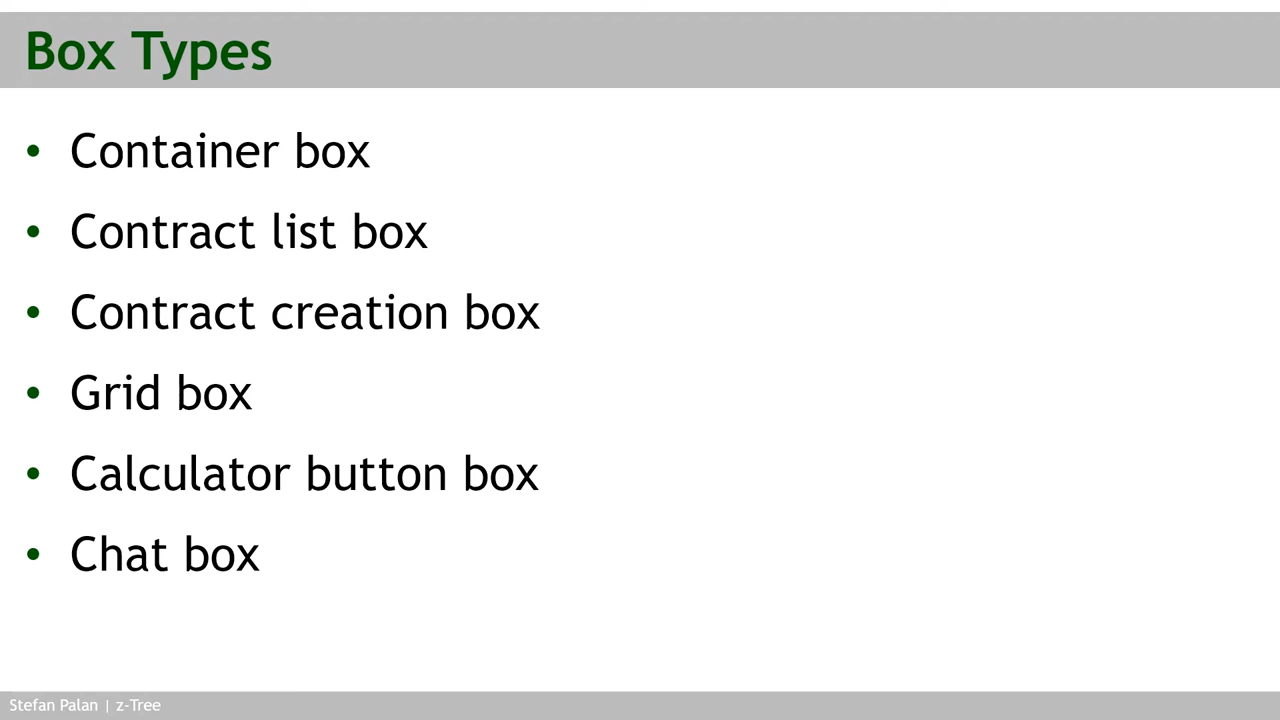 Box Types
• Container box
• Contract list box
• Contract creation box
• Grid box
• Calculator button box
• Chat box
Stefan Palan | z-Tree